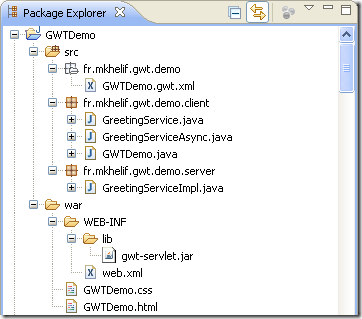 Package Explorer
GWTDemo
src
fr.mkhelif.gwt.demo
GWTDemo.gwt.xml
fr.mkhelif.gwt.demo.client
GreetingService.java
GreetingServiceAsync.java
GWTDemo.java
fr.mkhelif.gwt.demo.server
GreetingServiceImpl.java
war
WEB-INF
lib
gwt-servlet.jar
web.xml
GWTDemo.css
GWTDemo.html